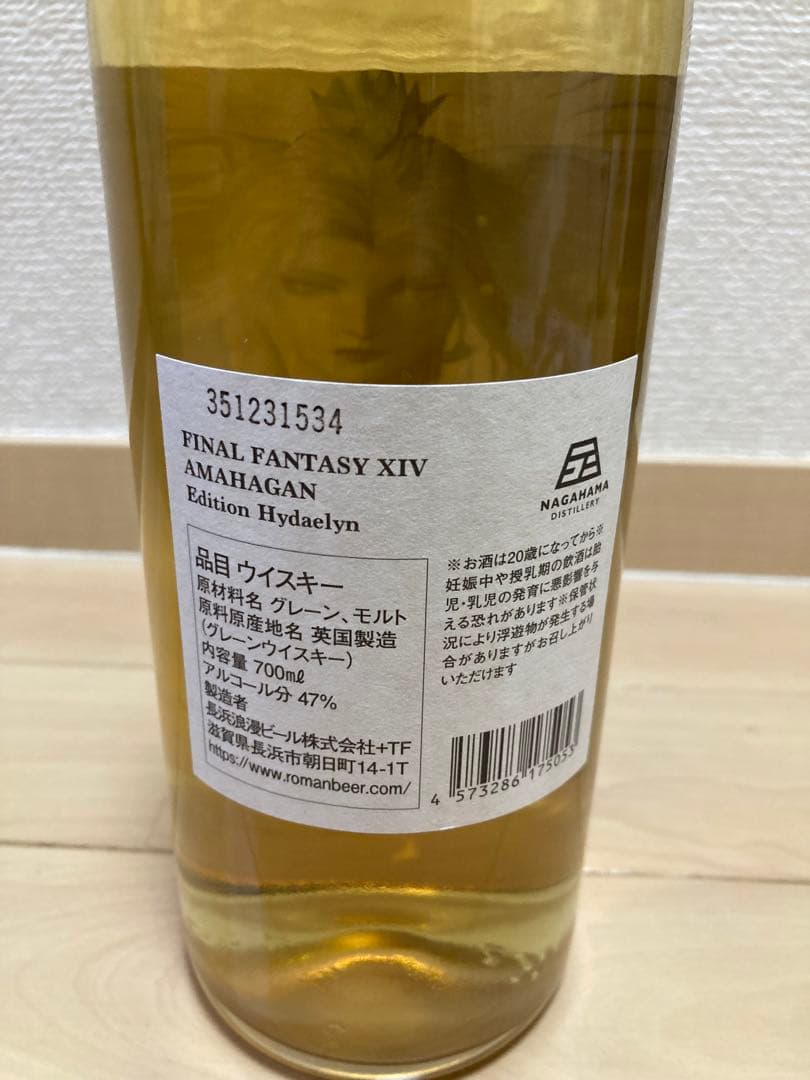 351231534
FINAL FANTASY XIV
AMAHAGAN
Edition Hydaelyn
NAGAHAMA
DISTILLERY
品目 ウイスキー
原材料名 グレーン、モルト
原料原産地名 英国製造
(グレーンウイスキー)
内容量 700mℓ
アルコール分 47%
製造者
長浜浪漫ビール株式会社+TF
滋賀県長浜市朝日町14-1T
https://www.romanbeer.com/
※お酒は20歳になってから※
妊娠中や授乳期の飲酒は胎
児・乳児の発育に悪影響を与
える恐れがあります※保管状
況により浮遊物が発生する場
合がありますがお召し上がり
いただけます
4 573286 175053